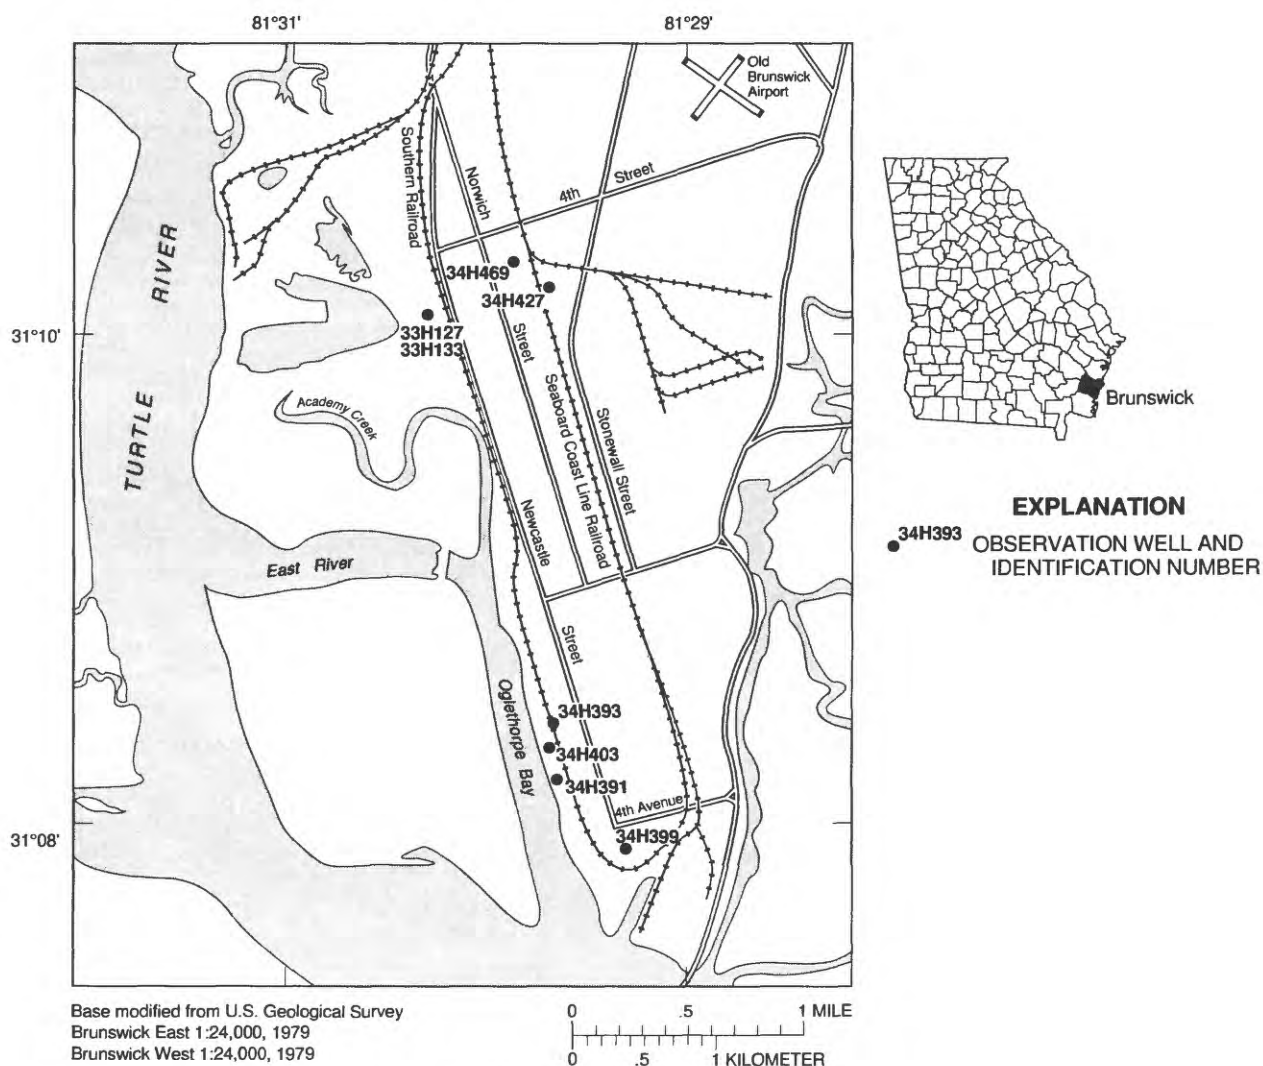 81°31'
81°29'
Old
Brunswick
Airport
Southern Railroad
Norwich
4th
Street
TURTLE RIVER
34H469
34H427
31°10'
33H127
33H133
Street
Seaboard Coast Line Railroad
Stonewall Street
Academy Creek
Newcastle
East River
Street
Oglethorpe Bay
34H393
34H403
34H391
4th Avenue
34H399
31°08'
Brunswick
EXPLANATION
34H393
OBSERVATION WELL AND
IDENTIFICATION NUMBER
Base modified from U.S. Geological Survey
Brunswick East 1:24,000, 1979
Brunswick West 1:24,000, 1979
0 .5 1 MILE
0 .5 1 KILOMETER